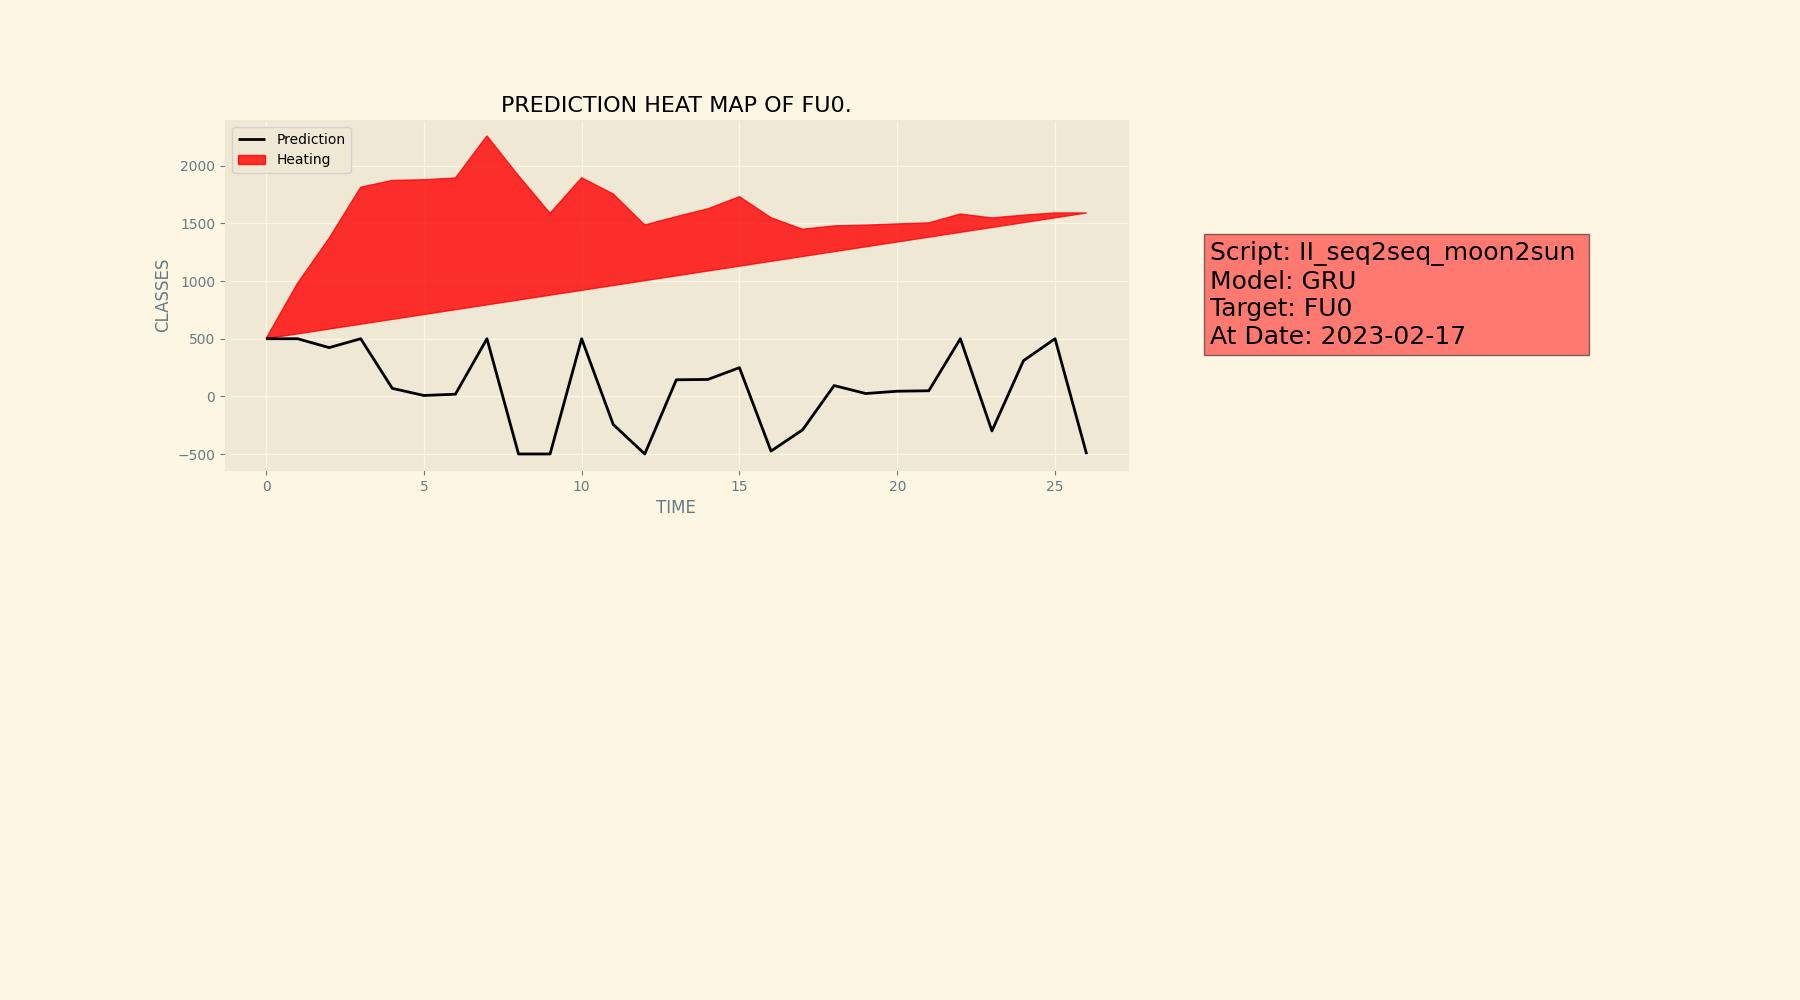 PREDICTION HEAT MAP OF FU0.
Prediction
Heating
CLASSES
2000
1500
1000
500
0
−500
0 5 10 15 20 25
TIME
Script: II_seq2seq_moon2sun
Model: GRU
Target: FU0
At Date: 2023-02-17